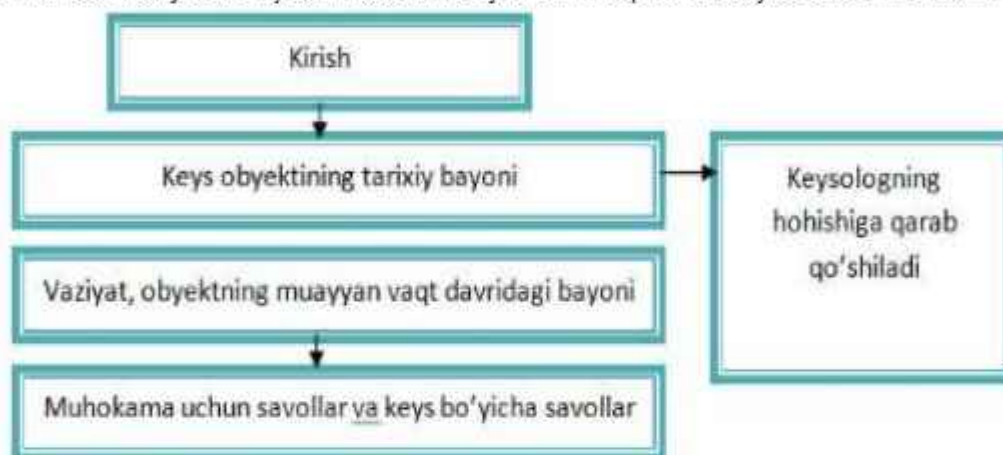 Kirish
Keys obyektining tarixiy bayoni
Keysologning
hohishiga qarab
qo'shiladi
Vaziyat, obyektning muayyan vaqt davridagi bayoni
Muhokama uchun savollar va keys bo'yicha savollar